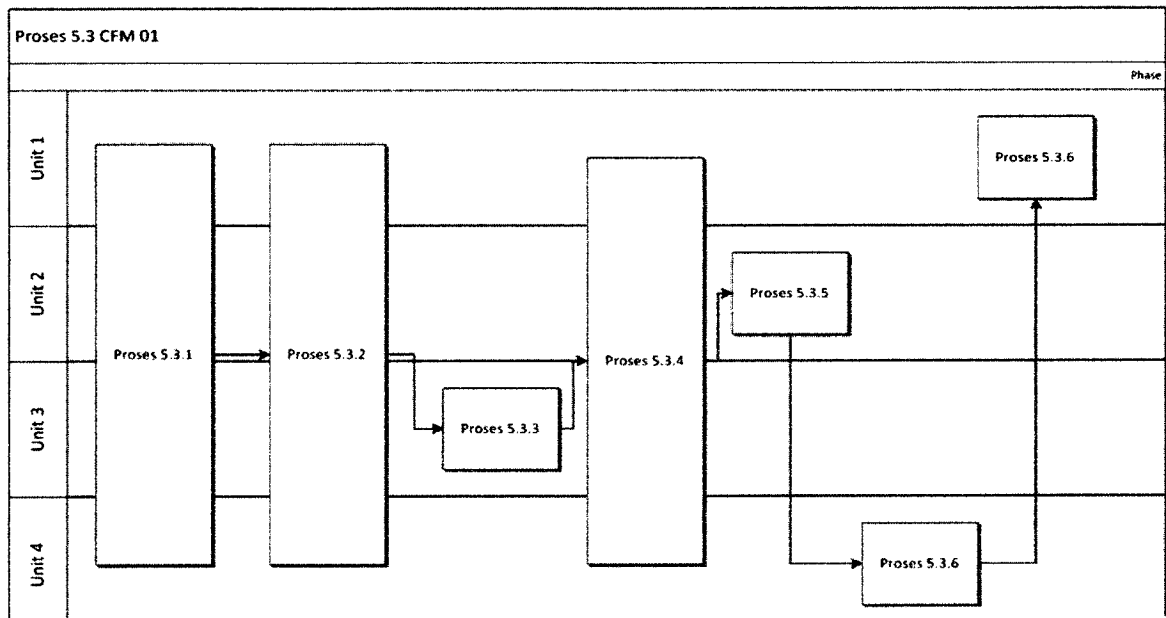 Proses 5.3 CFM 01
Phase
Unit 1
Proses 5.3.6
Unit 2
Proses 5.3.5
Proses 5.3.1
Proses 5.3.2
Proses 5.3.4
Unit 3
Proses 5.3.3
Unit 4
Proses 5.3.6